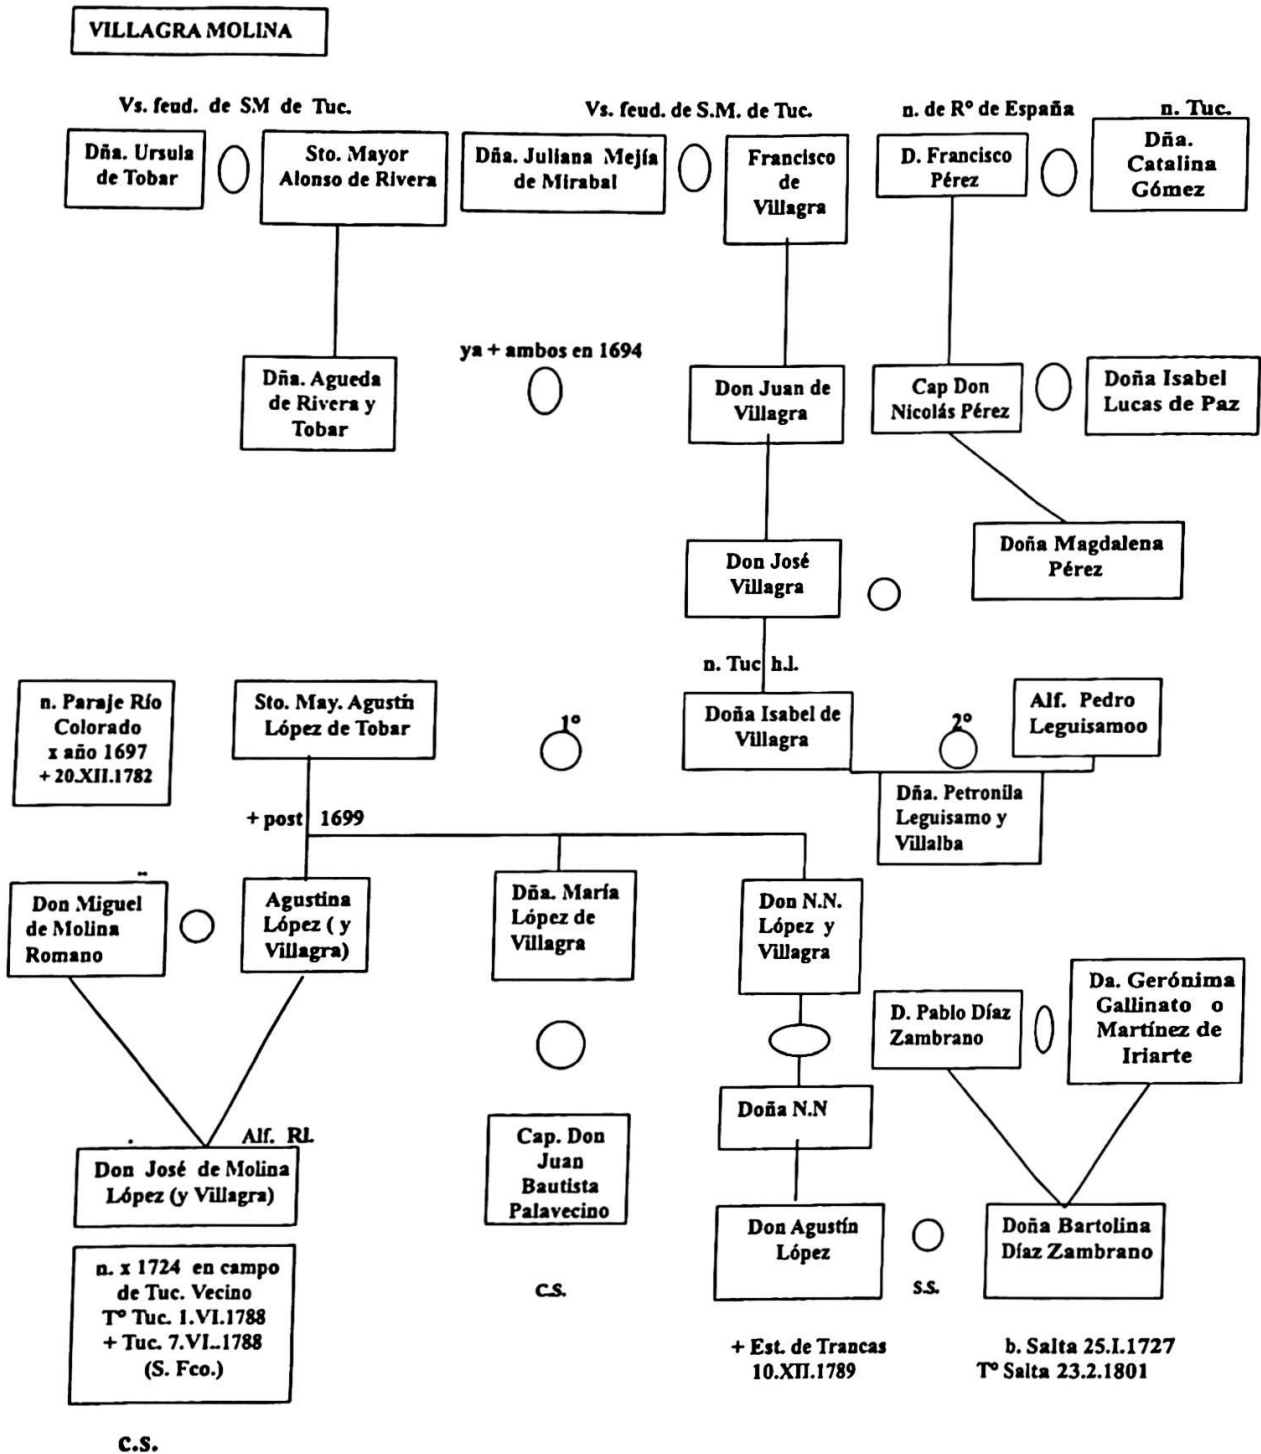 VILLAGRA MOLINA
Vs. feud. de SM de Tuc.
Vs. feud. de S.M. de Tuc.
n. de Rº de España
n. Tuc.
Dña. Ursula
de Tobar
Sto. Mayor
Alonso de Rivera
Dña. Juliana Mejía
de Mirabal
Francisco
de
Villagra
D. Francisco
Pérez
Dña.
Catalina
Gómez
Dña. Agueda
de Rivera y
Tobar
ya + ambos en 1694
Don Juan de
Villagra
Cap Don
Nicolás Pérez
Doña Isabel
Lucas de Paz
Don José
Villagra
Doña Magdalena
Pérez
n. Tuc h.l.
n. Paraje Río
Colorado
x año 1697
+ 20.XII.1782
Sto. May. Agustín
López de Tobar
1º
Doña Isabel de
Villagra
2º
Alf. Pedro
Leguisamoo
Dña. Petronila
Leguisamo y
Villalba
+ post 1699
Don Miguel
de Molina
Romano
Agustina
López ( y
Villagra)
Dña. María
López de
Villagra
Don N.N.
López y
Villagra
D. Pablo Díaz
Zambrano
Da. Gerónima
Gallinato o
Martínez de
Iriarte
Doña N.N
Alf. Rl.
Don José de Molina
López (y Villagra)
Cap. Don
Juan
Bautista
Palavecino
Don Agustín
López
Doña Bartolina
Díaz Zambrano
n. x 1724 en campo
de Tuc. Vecino
Tº Tuc. 1.VI.1788
+ Tuc. 7.VI..1788
(S. Fco.)
c.s.
s.s.
+ Est. de Trancas
10.XII.1789
b. Salta 25.I.1727
Tº Salta 23.2.1801
c.s.